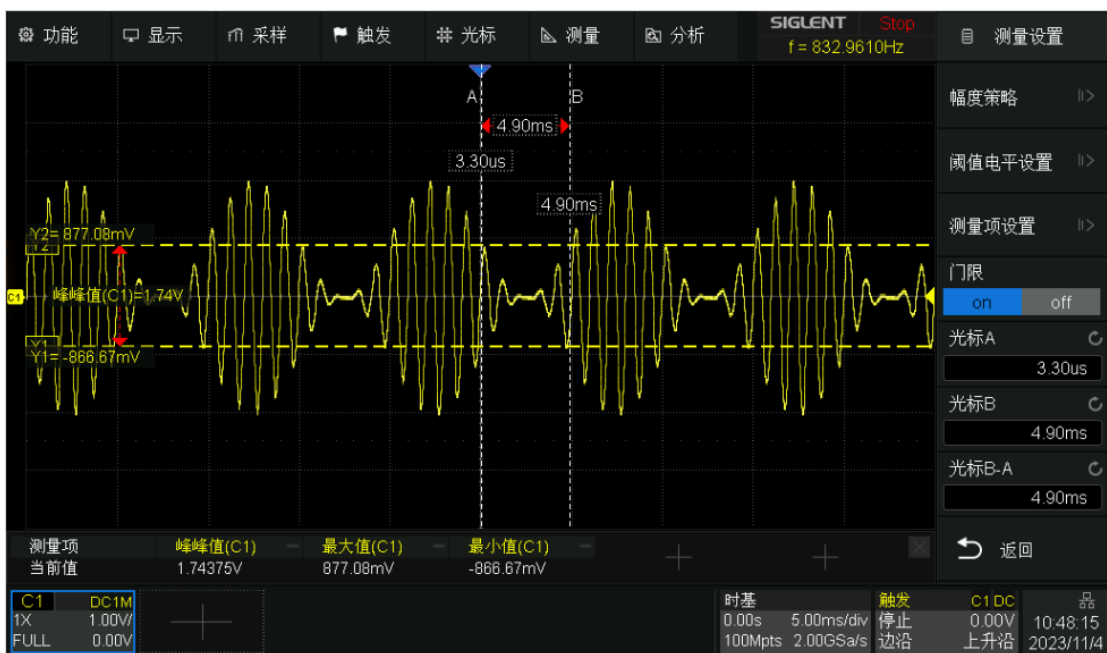 功能 显示 采样 触发 光标 测量 分析 SIGLENT Stop
f = 832.9610Hz
测量设置
A B
4.90ms
3.30us
4.90ms
Y2= 877.08mV
峰峰值(C1)=1.74V
Y1= -866.67mV
C1
幅度策略
阈值电平设置
测量项设置
门限
on off
光标A
3.30us
光标B
4.90ms
光标B-A
4.90ms
返回
测量项 峰峰值(C1) 最大值(C1) 最小值(C1)
当前值 1.74375V 877.08mV -866.67mV
C1 DC1M
1X 1.00V/
FULL 0.00V
时基
0.00s 5.00ms/div
100Mpts 2.00GSa/s
触发 C1 DC
停止 0.00V
边沿 上升沿
10:48:15
2023/11/4